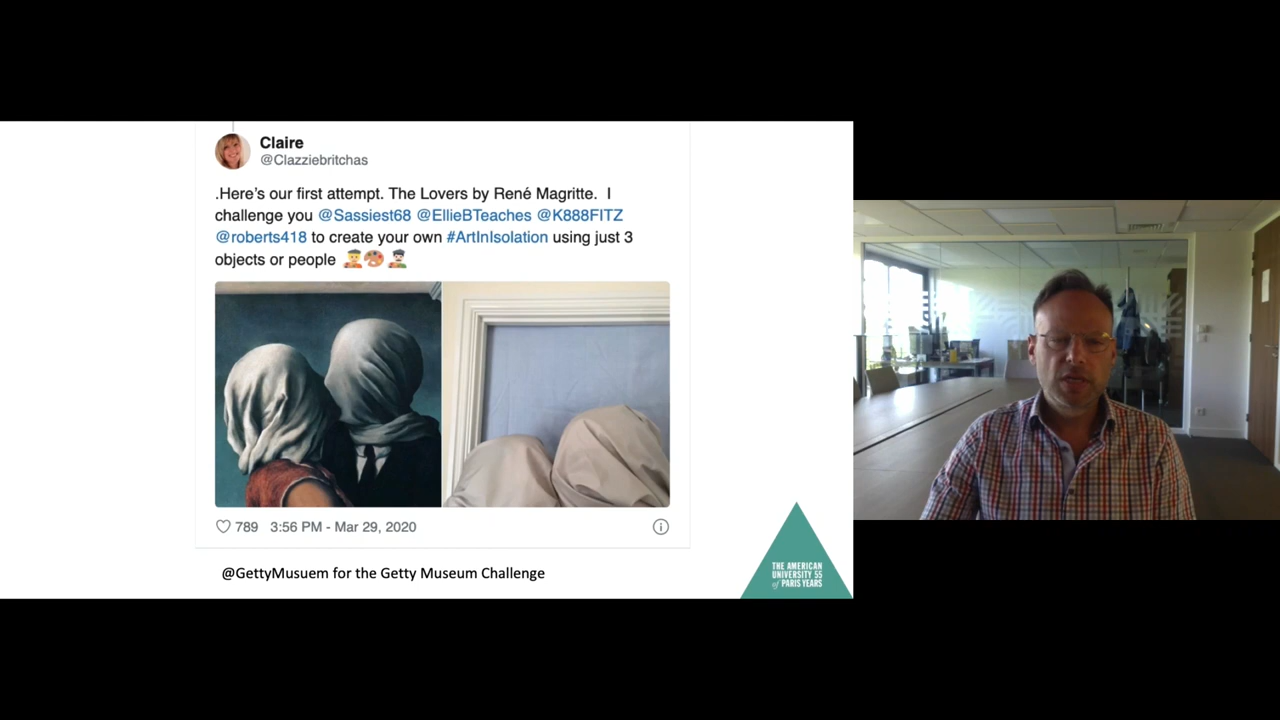 Claire
@Clazziebritchas
.Here's our first attempt. The Lovers by René Magritte. I
challenge you @Sassiest68 @EllieBTeaches @K888FITZ
@roberts418 to create your own #ArtInIsolation using just 3
objects or people
789 3:56 PM - Mar 29, 2020
@GettyMusuem for the Getty Museum Challenge
THE AMERICAN
UNIVERSITY 55
of PARIS YEARS